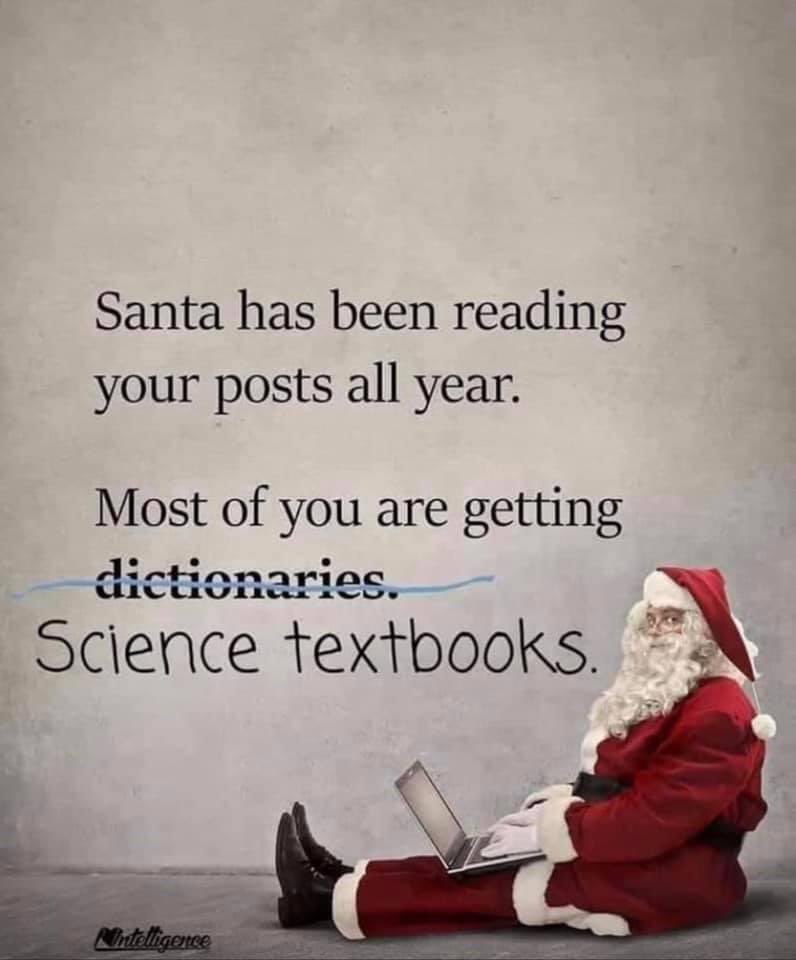 Santa has been reading
your posts all year.
Most of you are getting
dictionaries.
Science textbooks.
Intelligence